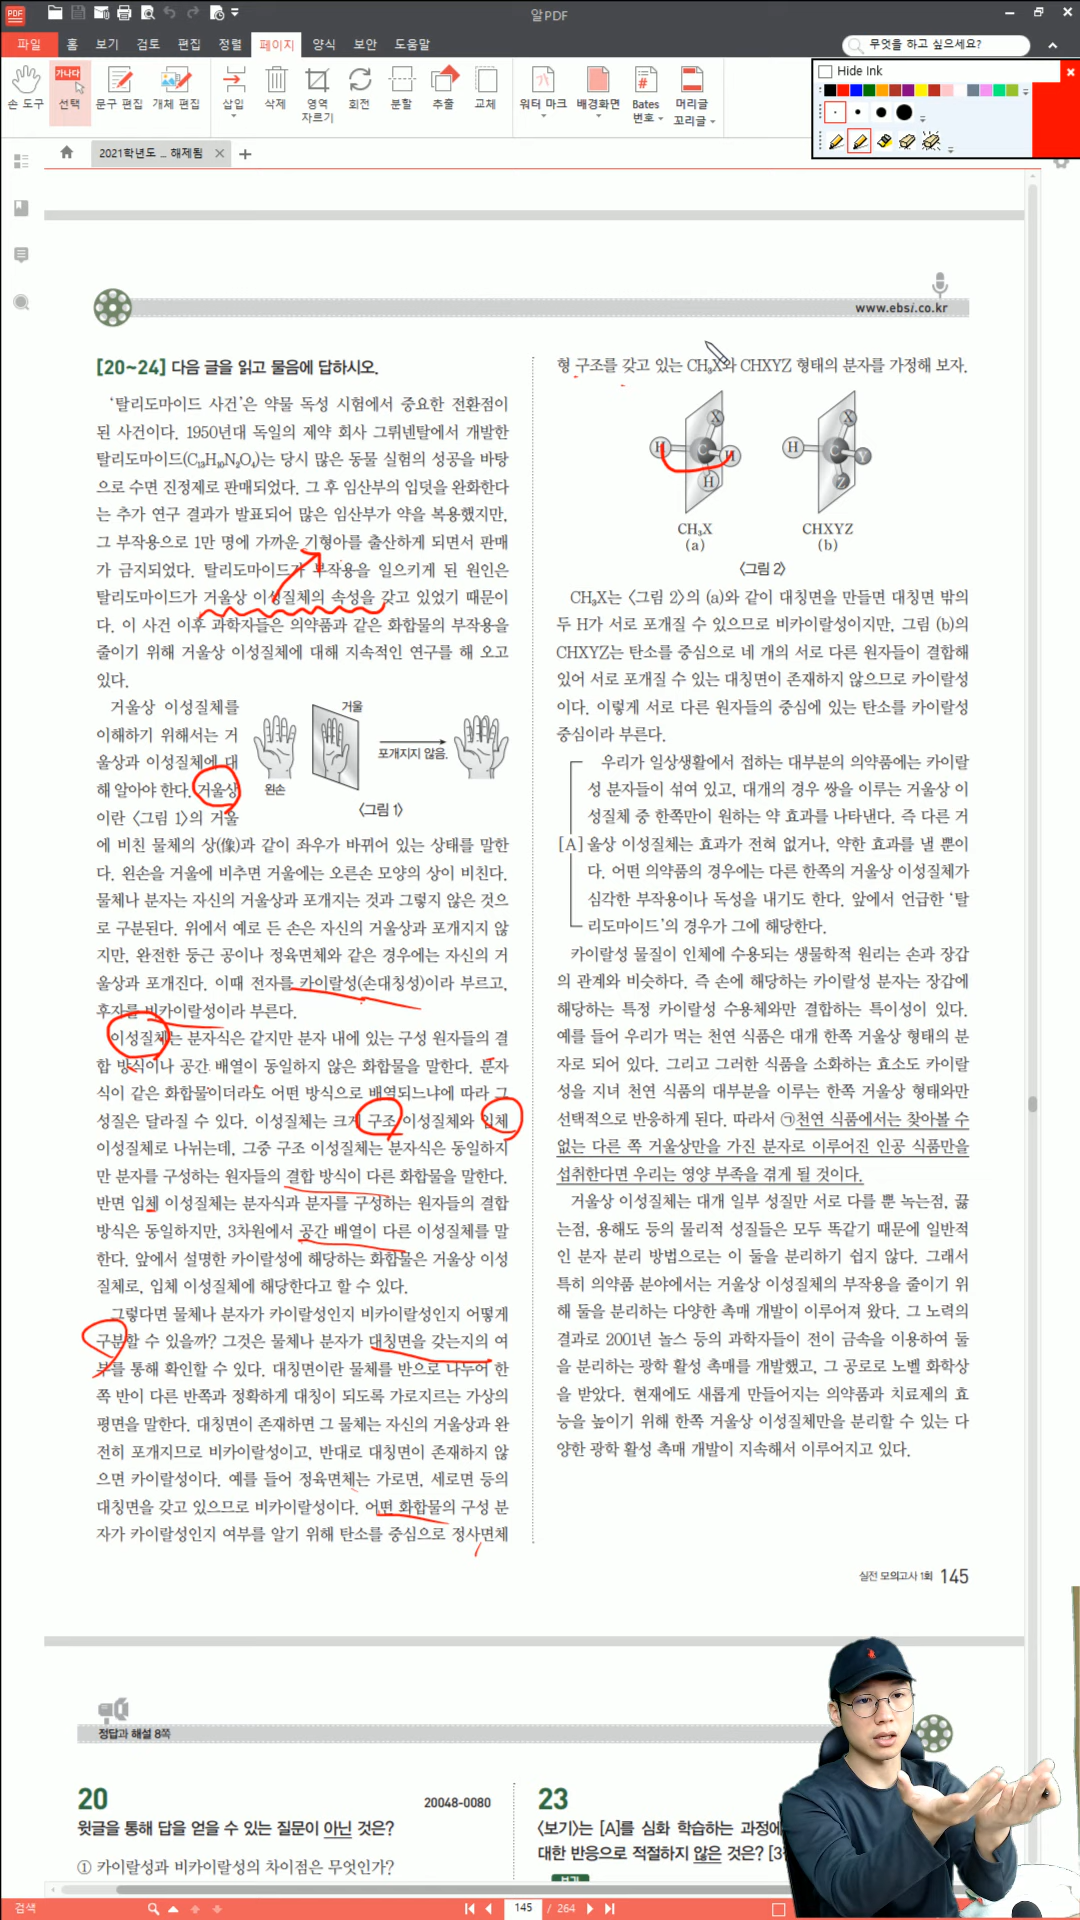 알PDF
파일 홈 보기 검토 편집 정렬 페이지 양식 보안 도움말
무엇을 하고 싶으세요?
손 도구
가나다
선택
문구 편집
개체 편집
삽입
삭제
영역
자르기
회전
분할
추출
교체
워터 마크
배경화면
Bates
번호
머리글
꼬리글
Hide Ink
2021학년도 ... 해제됨
www.ebsi.co.kr
[20~24] 다음 글을 읽고 물음에 답하시오.
‘탈리도마이드 사건’은 약물 독성 시험에서 중요한 전환점이
된 사건이다. 1950년대 독일의 제약 회사 그뤼넨탈에서 개발한
탈리도마이드(C₁₃H₁₀N₂O₄)는 당시 많은 동물 실험의 성공을 바탕
으로 수면 진정제로 판매되었다. 그 후 임산부의 입덧을 완화한다
는 추가 연구 결과가 발표되어 많은 임산부가 약을 복용했지만,
그 부작용으로 1만 명에 가까운 기형아를 출산하게 되면서 판매
가 금지되었다. 탈리도마이드가 부작용을 일으키게 된 원인은
탈리도마이드가 거울상 이성질체의 속성을 갖고 있었기 때문이
다. 이 사건 이후 과학자들은 의약품과 같은 화합물의 부작용을
줄이기 위해 거울상 이성질체에 대해 지속적인 연구를 해 오고
있다.
거울상 이성질체를
이해하기 위해서는 거
울상과 이성질체에 대
해 알아야 한다. 거울상
이란 〈그림 1〉의 거울
거울
포개지지 않음.
왼손
〈그림 1〉
에 비친 물체의 상(像)과 같이 좌우가 바뀌어 있는 상태를 말한
다. 왼손을 거울에 비추면 거울에는 오른손 모양의 상이 비친다.
물체나 분자는 자신의 거울상과 포개지는 것과 그렇지 않은 것으
로 구분된다. 위에서 예로 든 손은 자신의 거울상과 포개지지 않
지만, 완전한 둥근 공이나 정육면체와 같은 경우에는 자신의 거
울상과 포개진다. 이때 전자를 카이랄성(손대칭성)이라 부르고,
후자를 비카이랄성이라 부른다.
이성질체는 분자식은 같지만 분자 내에 있는 구성 원자들의 결
합 방식이나 공간 배열이 동일하지 않은 화합물을 말한다. 분자
식이 같은 화합물이더라도 어떤 방식으로 배열되느냐에 따라 그
성질은 달라질 수 있다. 이성질체는 크게 구조 이성질체와 입체
이성질체로 나뉘는데, 그중 구조 이성질체는 분자식은 동일하지
만 분자를 구성하는 원자들의 결합 방식이 다른 화합물을 말한다.
반면 입체 이성질체는 분자식과 분자를 구성하는 원자들의 결합
방식은 동일하지만, 3차원에서 공간 배열이 다른 이성질체를 말
한다. 앞에서 설명한 카이랄성에 해당하는 화합물은 거울상 이성
질체로, 입체 이성질체에 해당한다고 할 수 있다.
그렇다면 물체나 분자가 카이랄성인지 비카이랄성인지 어떻게
구분할 수 있을까? 그것은 물체나 분자가 대칭면을 갖는지의 여
부를 통해 확인할 수 있다. 대칭면이란 물체를 반으로 나누어 한
쪽 반이 다른 반쪽과 정확하게 대칭이 되도록 가로지르는 가상의
평면을 말한다. 대칭면이 존재하면 그 물체는 자신의 거울상과 완
전히 포개지므로 비카이랄성이고, 반대로 대칭면이 존재하지 않
으면 카이랄성이다. 예를 들어 정육면체는 가로면, 세로면 등의
대칭면을 갖고 있으므로 비카이랄성이다. 어떤 화합물의 구성 분
자가 카이랄성인지 여부를 알기 위해 탄소를 중심으로 정사면체
형 구조를 갖고 있는 CH₃X와 CHXYZ 형태의 분자를 가정해 보자.
X
H C H
H
CH₃X
(a)
X
H C Y
Z
CHXYZ
(b)
〈그림 2〉
CH₃X는 〈그림 2〉의 (a)와 같이 대칭면을 만들면 대칭면 밖의
두 H가 서로 포개질 수 있으므로 비카이랄성이지만, 그림 (b)의
CHXYZ는 탄소를 중심으로 네 개의 서로 다른 원자들이 결합해
있어 서로 포개질 수 있는 대칭면이 존재하지 않으므로 카이랄성
이다. 이렇게 서로 다른 원자들의 중심에 있는 탄소를 카이랄성
중심이라 부른다.
우리가 일상생활에서 접하는 대부분의 의약품에는 카이랄
성 분자들이 섞여 있고, 대개의 경우 쌍을 이루는 거울상 이
성질체 중 한쪽만이 원하는 약 효과를 나타낸다. 즉 다른 거
[A] 울상 이성질체는 효과가 전혀 없거나, 약한 효과를 낼 뿐이
다. 어떤 의약품의 경우에는 다른 한쪽의 거울상 이성질체가
심각한 부작용이나 독성을 내기도 한다. 앞에서 언급한 ‘탈
리도마이드’의 경우가 그에 해당한다.
카이랄성 물질이 인체에 수용되는 생물학적 원리는 손과 장갑
의 관계와 비슷하다. 즉 손에 해당하는 카이랄성 분자는 장갑에
해당하는 특정 카이랄성 수용체와만 결합하는 특이성이 있다.
예를 들어 우리가 먹는 천연 식품은 대개 한쪽 거울상 형태의 분
자로 되어 있다. 그리고 그러한 식품을 소화하는 효소도 카이랄
성을 지녀 천연 식품의 대부분을 이루는 한쪽 거울상 형태와만
선택적으로 반응하게 된다. 따라서 ㉠천연 식품에서는 찾아볼 수
없는 다른 쪽 거울상만을 가진 분자로 이루어진 인공 식품만을
섭취한다면 우리는 영양 부족을 겪게 될 것이다.
거울상 이성질체는 대개 일부 성질만 서로 다를 뿐 녹는점, 끓
는점, 용해도 등의 물리적 성질들은 모두 똑같기 때문에 일반적
인 분자 분리 방법으로는 이 둘을 분리하기 쉽지 않다. 그래서
특히 의약품 분야에서는 거울상 이성질체의 부작용을 줄이기 위
해 둘을 분리하는 다양한 촉매 개발이 이루어져 왔다. 그 노력의
결과로 2001년 놀스 등의 과학자들이 전이 금속을 이용하여 둘
을 분리하는 광학 활성 촉매를 개발했고, 그 공로로 노벨 화학상
을 받았다. 현재에도 새롭게 만들어지는 의약품과 치료제의 효
능을 높이기 위해 한쪽 거울상 이성질체만을 분리할 수 있는 다
양한 광학 활성 촉매 개발이 지속해서 이루어지고 있다.
실전 모의고사 1회 145
정답과 해설 8쪽
20
20048-0080
윗글을 통해 답을 얻을 수 있는 질문이 아닌 것은?
① 카이랄성과 비카이랄성의 차이점은 무엇인가?
23
〈보기〉는 [A]를 심화 학습하는 과정에
대한 반응으로 적절하지 않은 것은? [3
검색
145 / 264